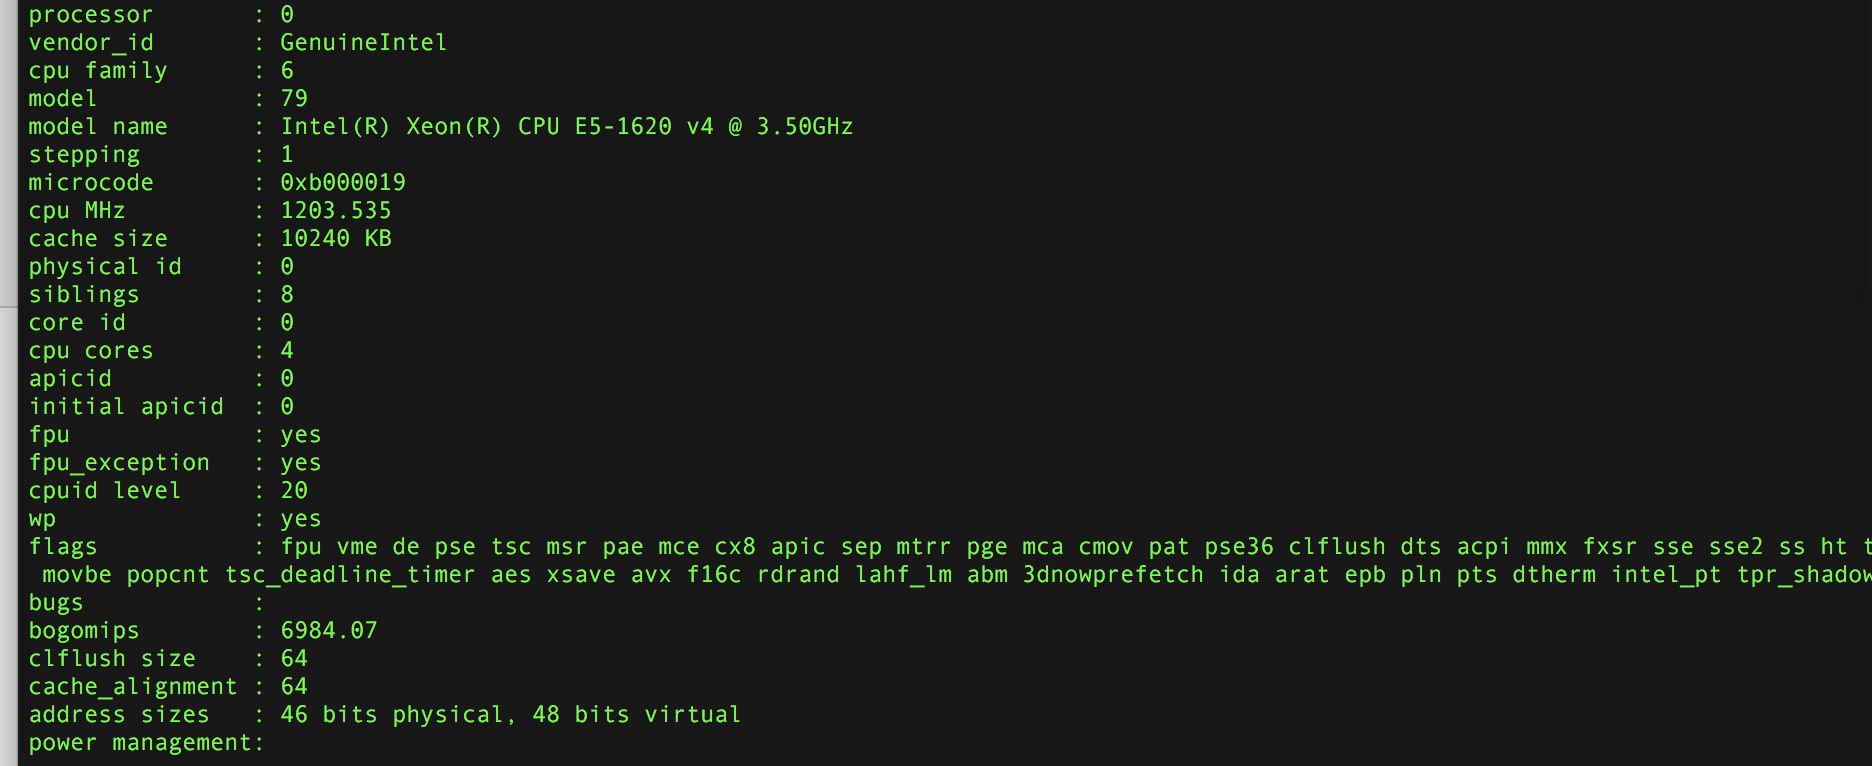 processor       : 0
vendor_id       : GenuineIntel
cpu family      : 6
model           : 79
model name      : Intel(R) Xeon(R) CPU E5-1620 v4 @ 3.50GHz
stepping        : 1
microcode       : 0xb000019
cpu MHz         : 1203.535
cache size      : 10240 KB
physical id     : 0
siblings        : 8
core id         : 0
cpu cores       : 4
apicid          : 0
initial apicid  : 0
fpu             : yes
fpu_exception   : yes
cpuid level     : 20
wp              : yes
flags           : fpu vme de pse tsc msr pae mce cx8 apic sep mtrr pge mca cmov pat pse36 clflush dts acpi mmx fxsr sse sse2 ss ht
 movbe popcnt tsc_deadline_timer aes xsave avx f16c rdrand lahf_lm abm 3dnowprefetch ida arat epb pln pts dtherm intel_pt tpr_shadow
bugs            :
bogomips        : 6984.07
clflush size    : 64
cache_alignment : 64
address sizes   : 46 bits physical, 48 bits virtual
power management: